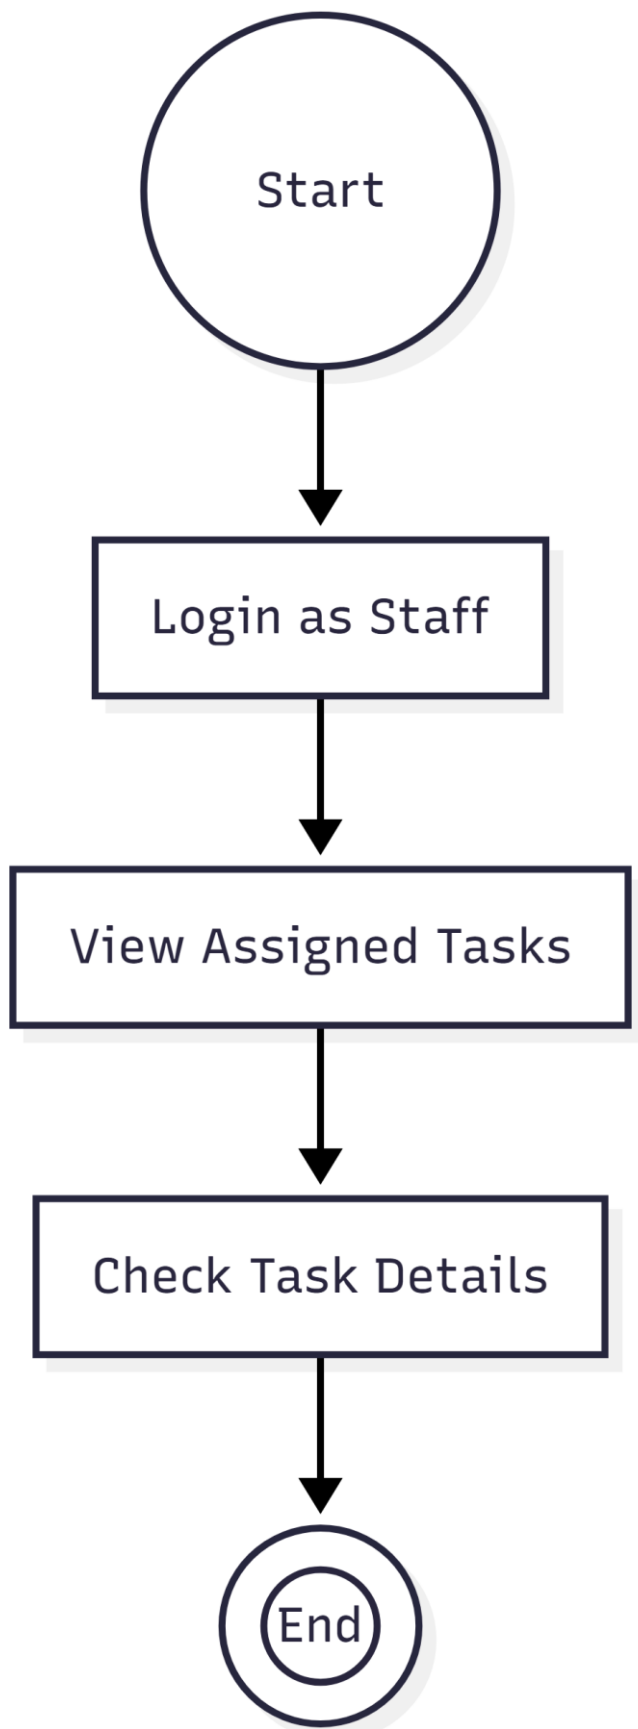 Start
Login as Staff
View Assigned Tasks
Check Task Details
End